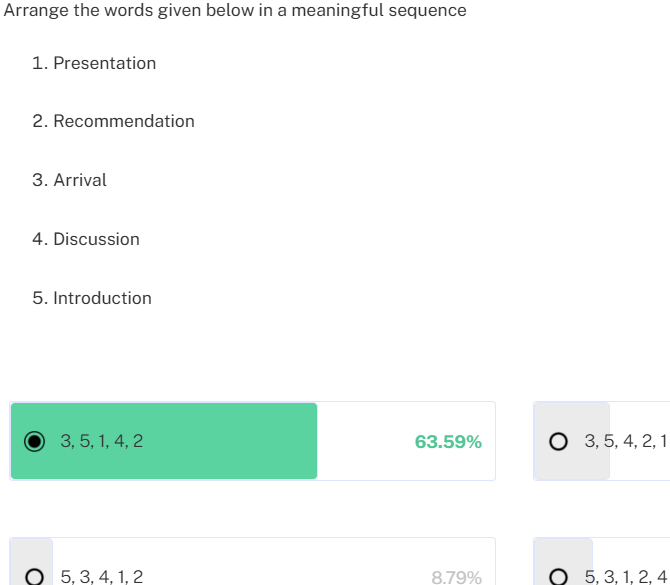 Arrange the words given below in a meaningful sequence
1. Presentation
2. Recommendation
3. Arrival
4. Discussion
5. Introduction
3, 5, 1, 4, 2 63.59%
3, 5, 4, 2, 1
5, 3, 4, 1, 2 8.79%
5, 3, 1, 2, 4